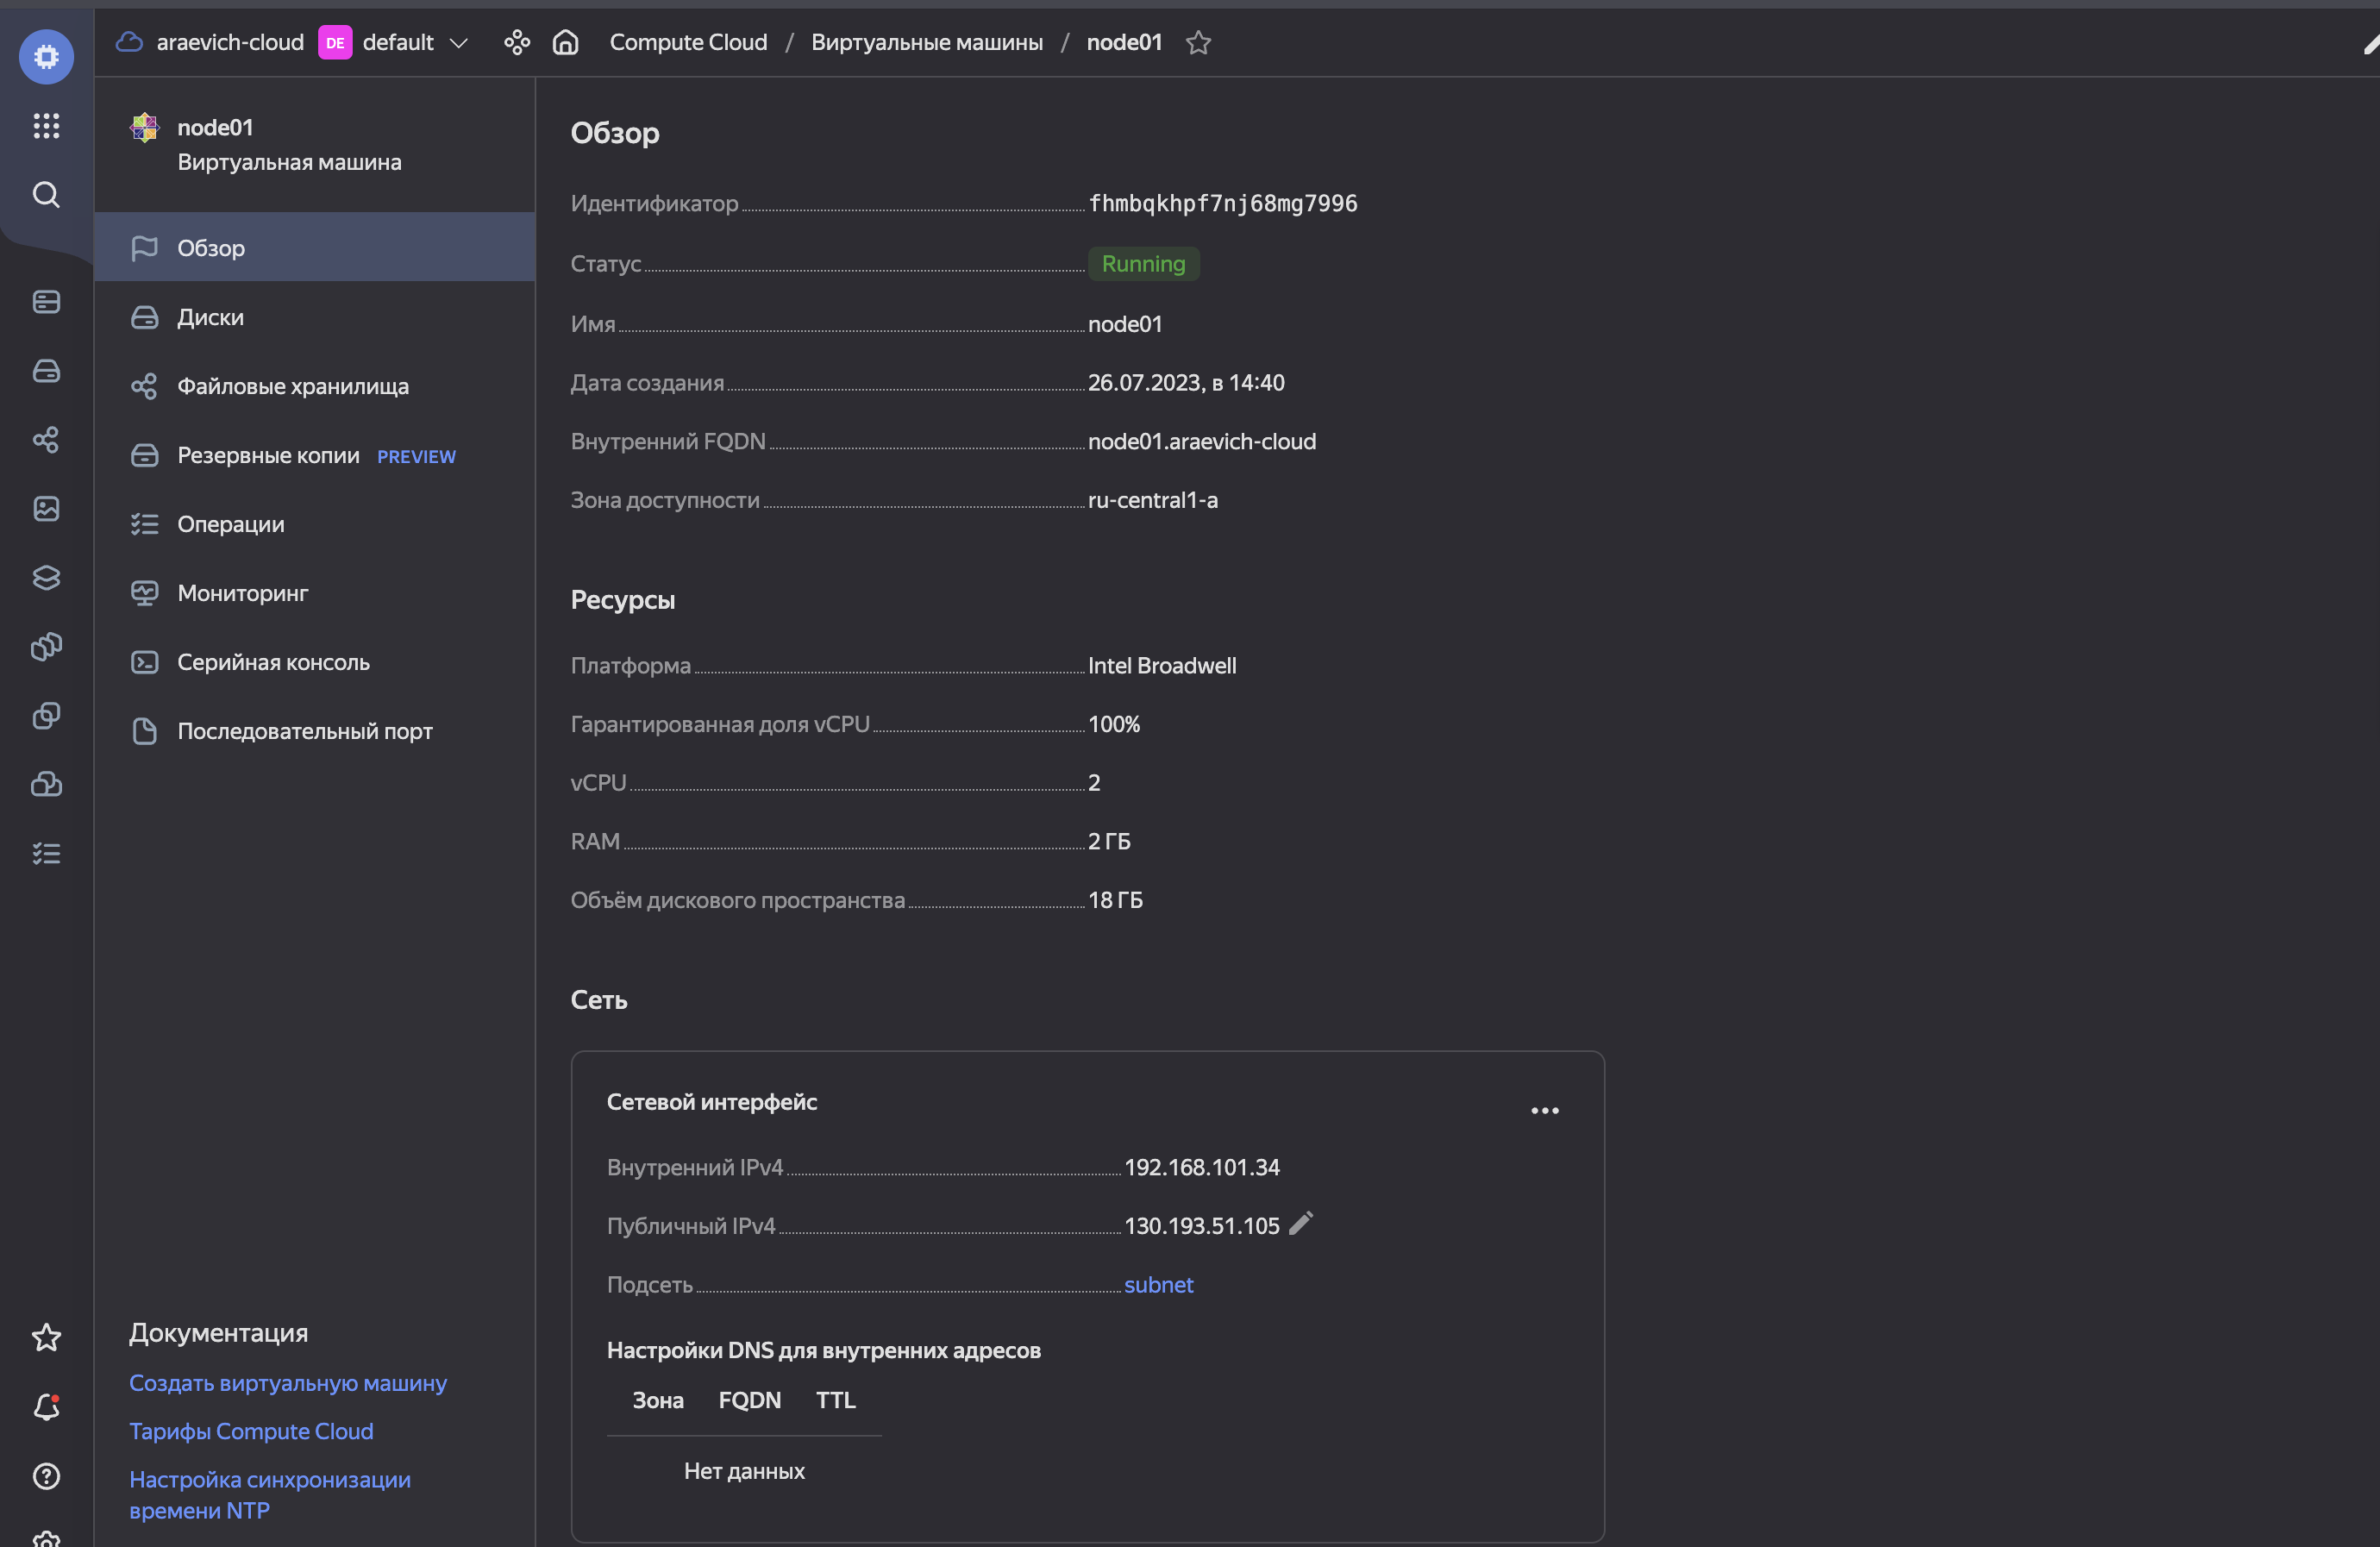 araevich-cloud DE default Compute Cloud / Виртуальные машины / node01
node01
Виртуальная машина
Обзор
Диски
Файловые хранилища
Резервные копии PREVIEW
Операции
Мониторинг
Серийная консоль
Последовательный порт
Документация
Создать виртуальную машину
Тарифы Compute Cloud
Настройка синхронизации
времени NTP
Обзор
Идентификатор fhmbqkhpf7nj68mg7996
Статус Running
Имя node01
Дата создания 26.07.2023, в 14:40
Внутренний FQDN node01.araevich-cloud
Зона доступности ru-central1-a
Ресурсы
Платформа Intel Broadwell
Гарантированная доля vCPU 100%
vCPU 2
RAM 2 ГБ
Объём дискового пространства 18 ГБ
Сеть
Сетевой интерфейс
Внутренний IPv4 192.168.101.34
Публичный IPv4 130.193.51.105
Подсеть subnet
Настройки DNS для внутренних адресов
Зона FQDN TTL
Нет данных